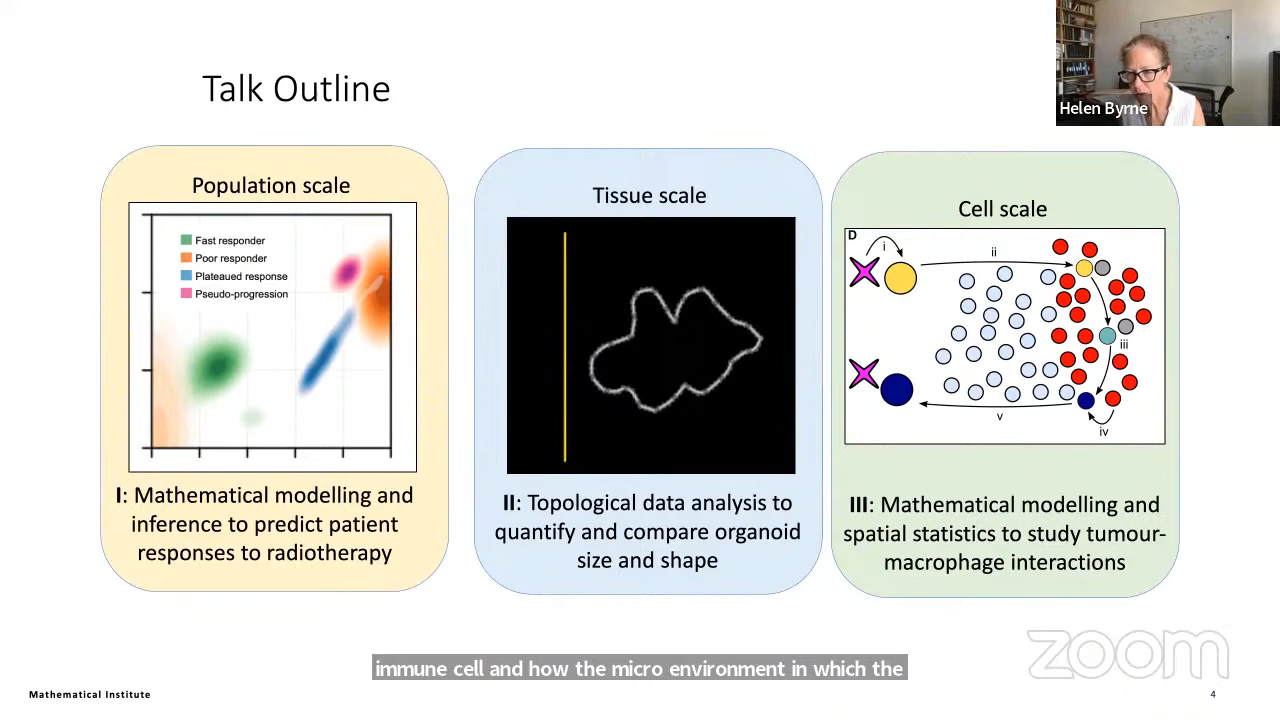 Talk Outline
Helen Byrne
Population scale
Fast responder
Poor responder
Plateaued response
Pseudo-progression
I: Mathematical modelling and
inference to predict patient
responses to radiotherapy
Tissue scale
II: Topological data analysis to
quantify and compare organoid
size and shape
Cell scale
D
i
ii
iii
iv
v
III: Mathematical modelling and
spatial statistics to study tumour-
macrophage interactions
zoom
immune cell and how the micro environment in which the
Mathematical Institute
4